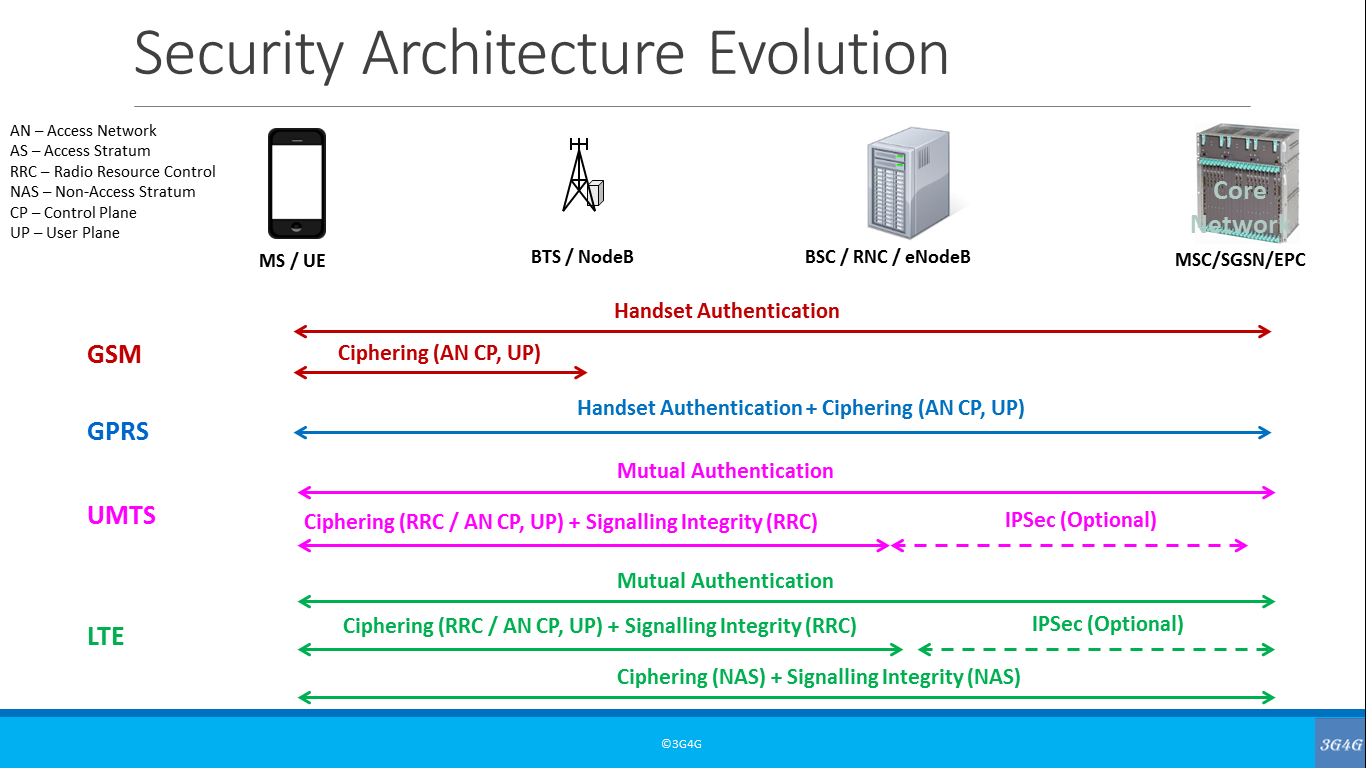 Security Architecture Evolution
AN – Access Network
AS – Access Stratum
RRC – Radio Resource Control
NAS – Non-Access Stratum
CP – Control Plane
UP – User Plane
Core
Network
MS / UE
BTS / NodeB
BSC / RNC / eNodeB
MSC/SGSN/EPC
Handset Authentication
GSM
Ciphering (AN CP, UP)
Handset Authentication + Ciphering (AN CP, UP)
GPRS
Mutual Authentication
UMTS
Ciphering (RRC / AN CP, UP) + Signalling Integrity (RRC)
IPSec (Optional)
Mutual Authentication
LTE
Ciphering (RRC / AN CP, UP) + Signalling Integrity (RRC)
IPSec (Optional)
Ciphering (NAS) + Signalling Integrity (NAS)
©3G4G
3G4G